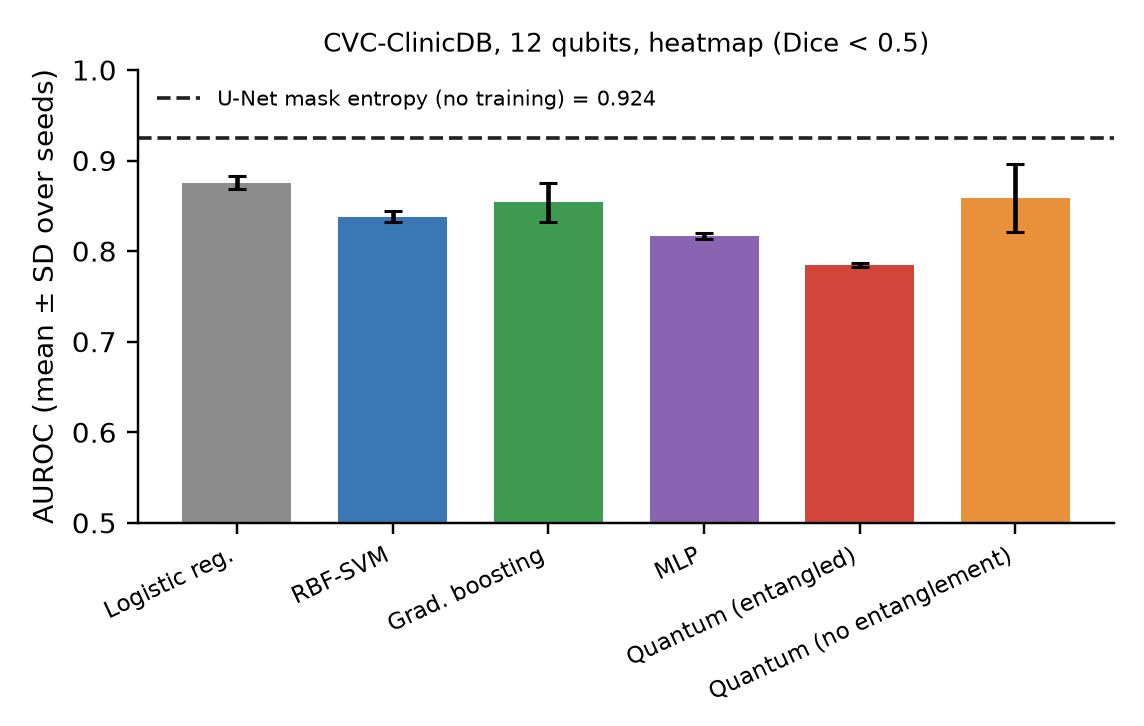 CVC-ClinicDB, 12 qubits, heatmap (Dice < 0.5)
U-Net mask entropy (no training) = 0.924
AUROC (mean ± SD over seeds)
1.0
0.9
0.8
0.7
0.6
0.5
Logistic reg.
RBF-SVM
Grad. boosting
MLP
Quantum (entangled)
Quantum (no entanglement)